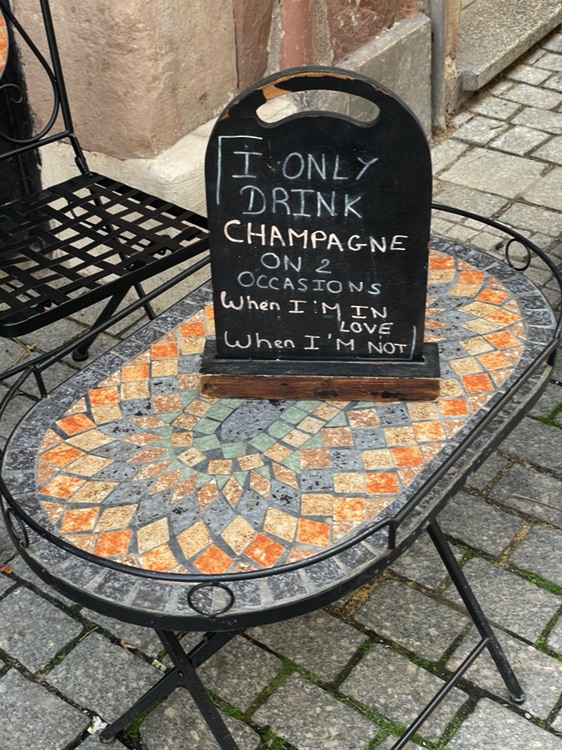 I ONLY
DRINK
CHAMPAGNE
ON 2
OCCASIONS
When I'M IN
LOVE
When I'M NOT